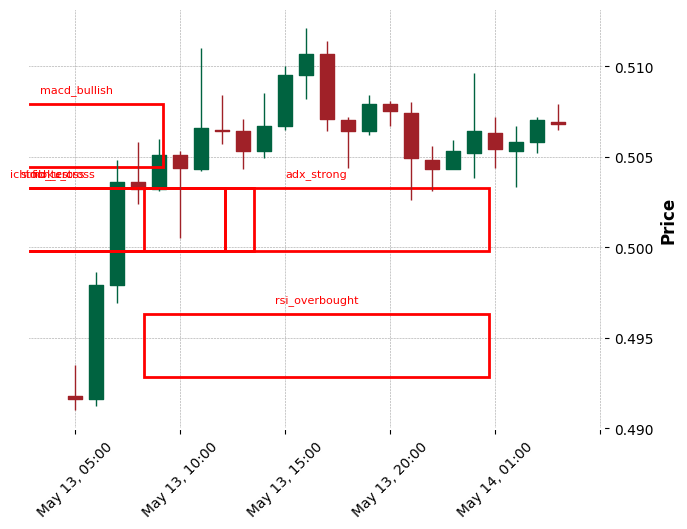 macd_bullish
adx_strong
rsi_overbought
0.510
0.505
0.500
0.495
0.490
Price
May 13, 05:00
May 13, 10:00
May 13, 15:00
May 13, 20:00
May 14, 01:00